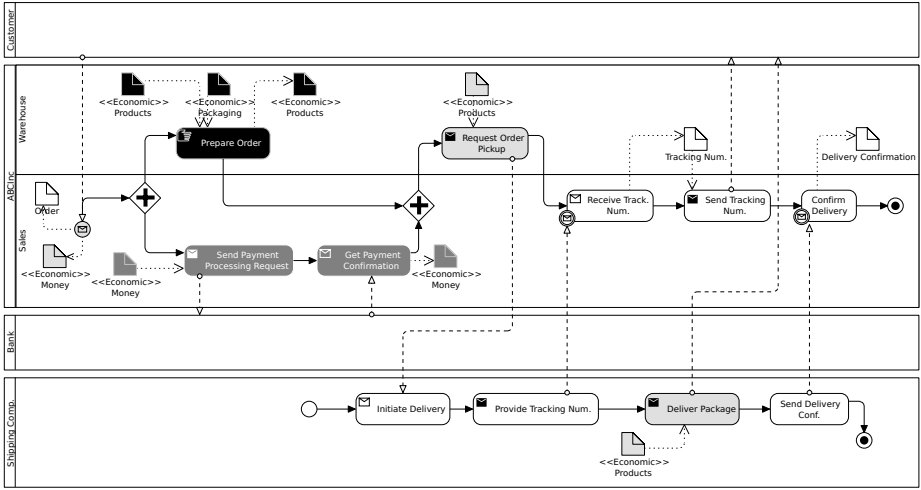 Customer
ABCInc
Warehouse
<<Economic>>
Products
<<Economic>>
Packaging
<<Economic>>
Products
<<Economic>>
Products
Prepare Order
Request Order
Pickup
Tracking Num.
Delivery Confirmation
Sales
Order
Receive Track.
Num.
Send Tracking
Num.
Confirm
Delivery
<<Economic>>
Money
<<Economic>>
Money
Send Payment
Processing Request
Get Payment
Confirmation
<<Economic>>
Money
Bank
Shipping Comp.
Initiate Delivery
Provide Tracking Num.
Deliver Package
Send Delivery
Conf.
<<Economic>>
Products